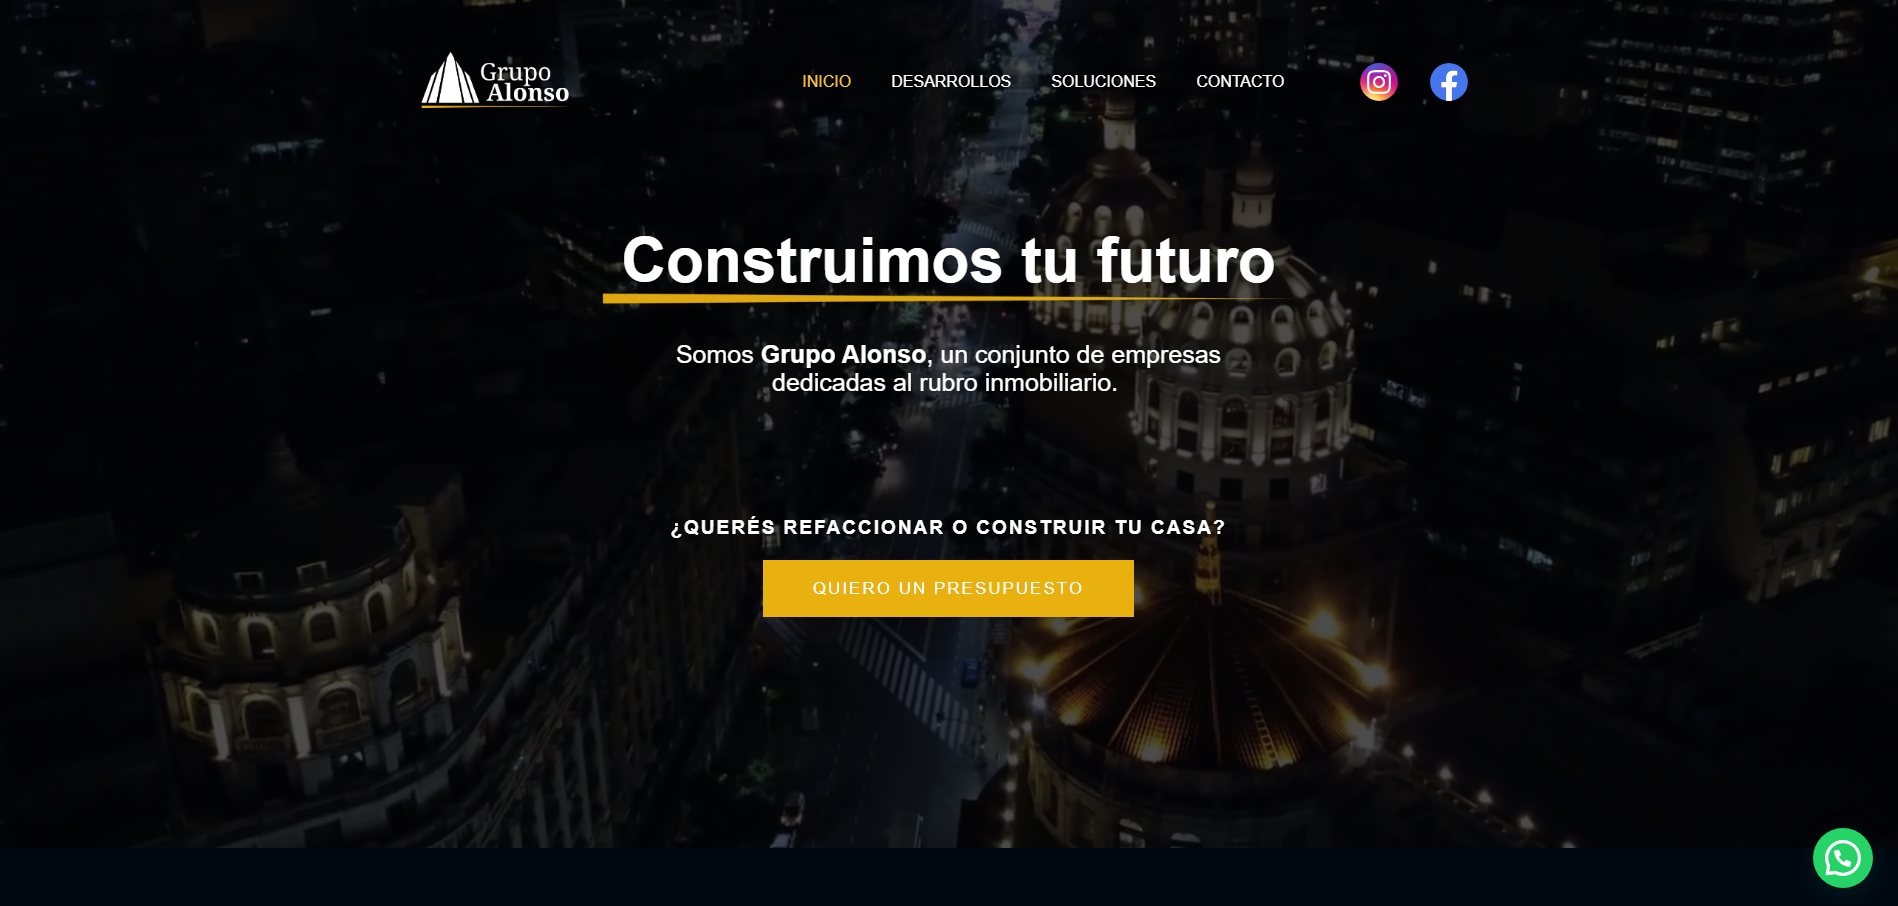 Grupo
Alonso
INICIO
DESARROLLOS
SOLUCIONES
CONTACTO
Construimos tu futuro
Somos Grupo Alonso, un conjunto de empresas
dedicadas al rubro inmobiliario.
¿QUERÉS REFACCIONAR O CONSTRUIR TU CASA?
QUIERO UN PRESUPUESTO